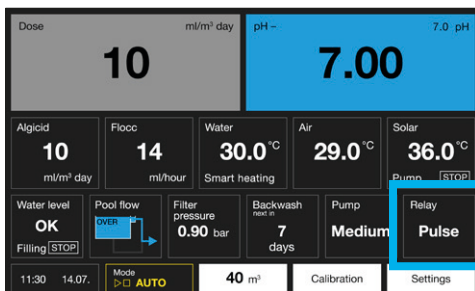 Dose ml/m³ day pH – 7.0 pH
10 7.00
Algicid Flocc Water Air Solar
10 14 30.0°C 29.0°C 36.0°C
ml/m³ day ml/hour Smart heating Pump STOP
Water level Pool flow Filter pressure Backwash next in Pump Relay
OK OVER 0.90 bar 7 Medium Pulse
Filling STOP days
11:30 14.07. Mode AUTO 40 m³ Calibration Settings